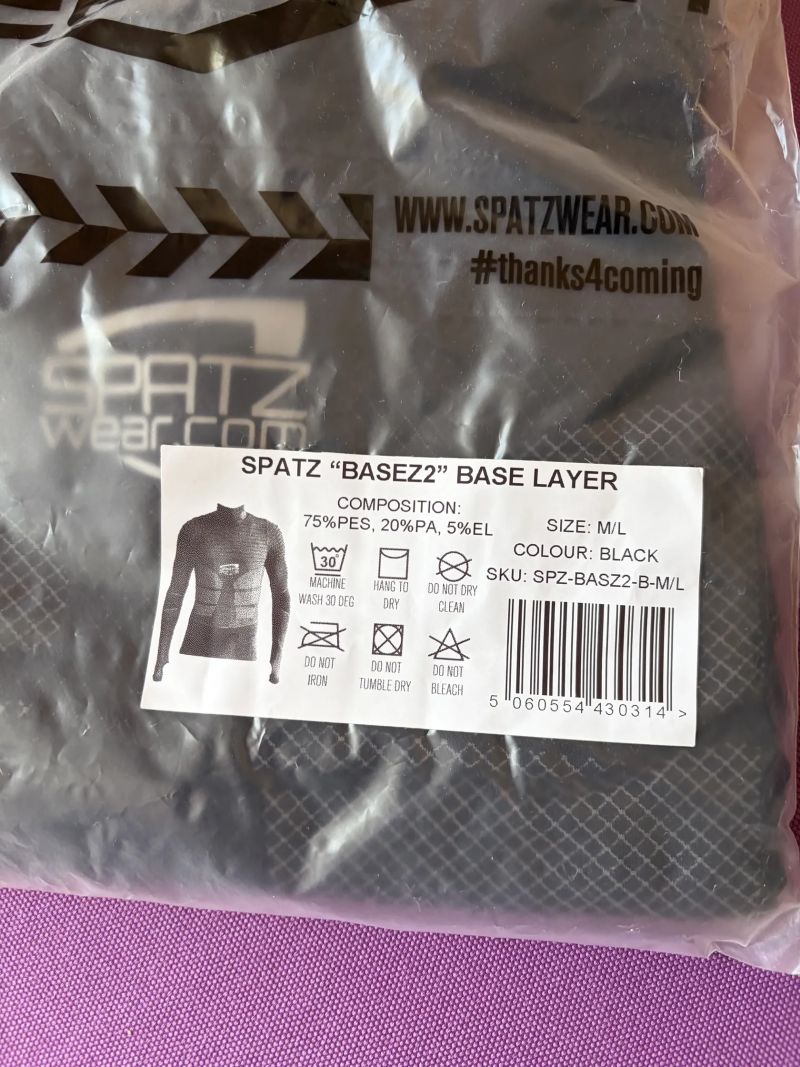 WWW.SPATZWEAR.COM
#thanks4coming
SPATZ
wear.com
SPATZ “BASEZ2” BASE LAYER
COMPOSITION:
75%PES, 20%PA, 5%EL
30°
MACHINE
WASH 30 DEG
HANG TO
DRY
DO NOT DRY
CLEAN
DO NOT
IRON
DO NOT
TUMBLE DRY
DO NOT
BLEACH
SIZE: M/L
COLOUR: BLACK
SKU: SPZ-BASZ2-B-M/L
5 060554 430314 >